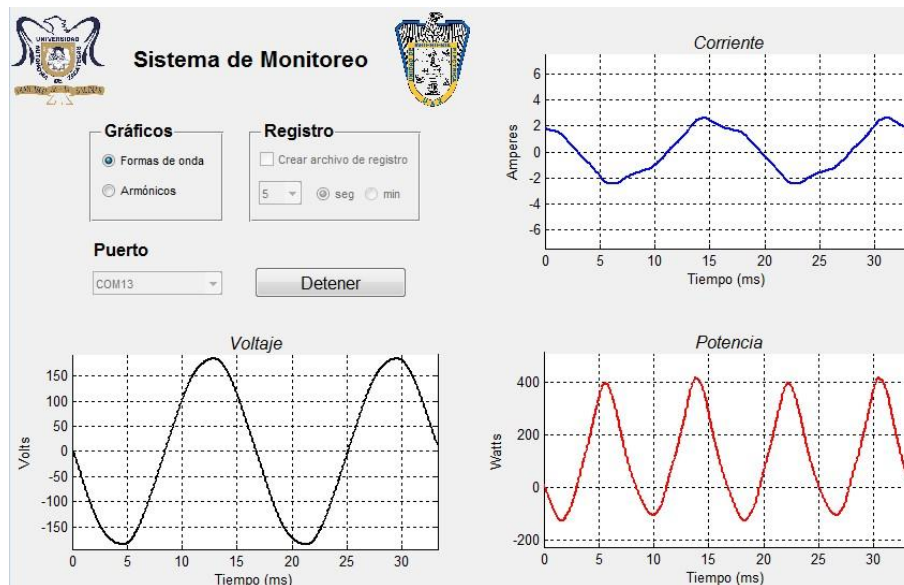 UNIVERSIDAD
Sistema de Monitoreo
Gráficos
Formas de onda
Armónicos
Registro
Crear archivo de registro
5
seg
min
Puerto
COM13
Detener
Corriente
Amperes
6
4
2
0
-2
-4
-6
0 5 10 15 20 25 30
Tiempo (ms)
Voltaje
Volts
150
100
50
0
-50
-100
-150
0 5 10 15 20 25 30
Tiempo (ms)
Potencia
Watts
400
200
0
-200
0 5 10 15 20 25 30
Tiempo (ms)